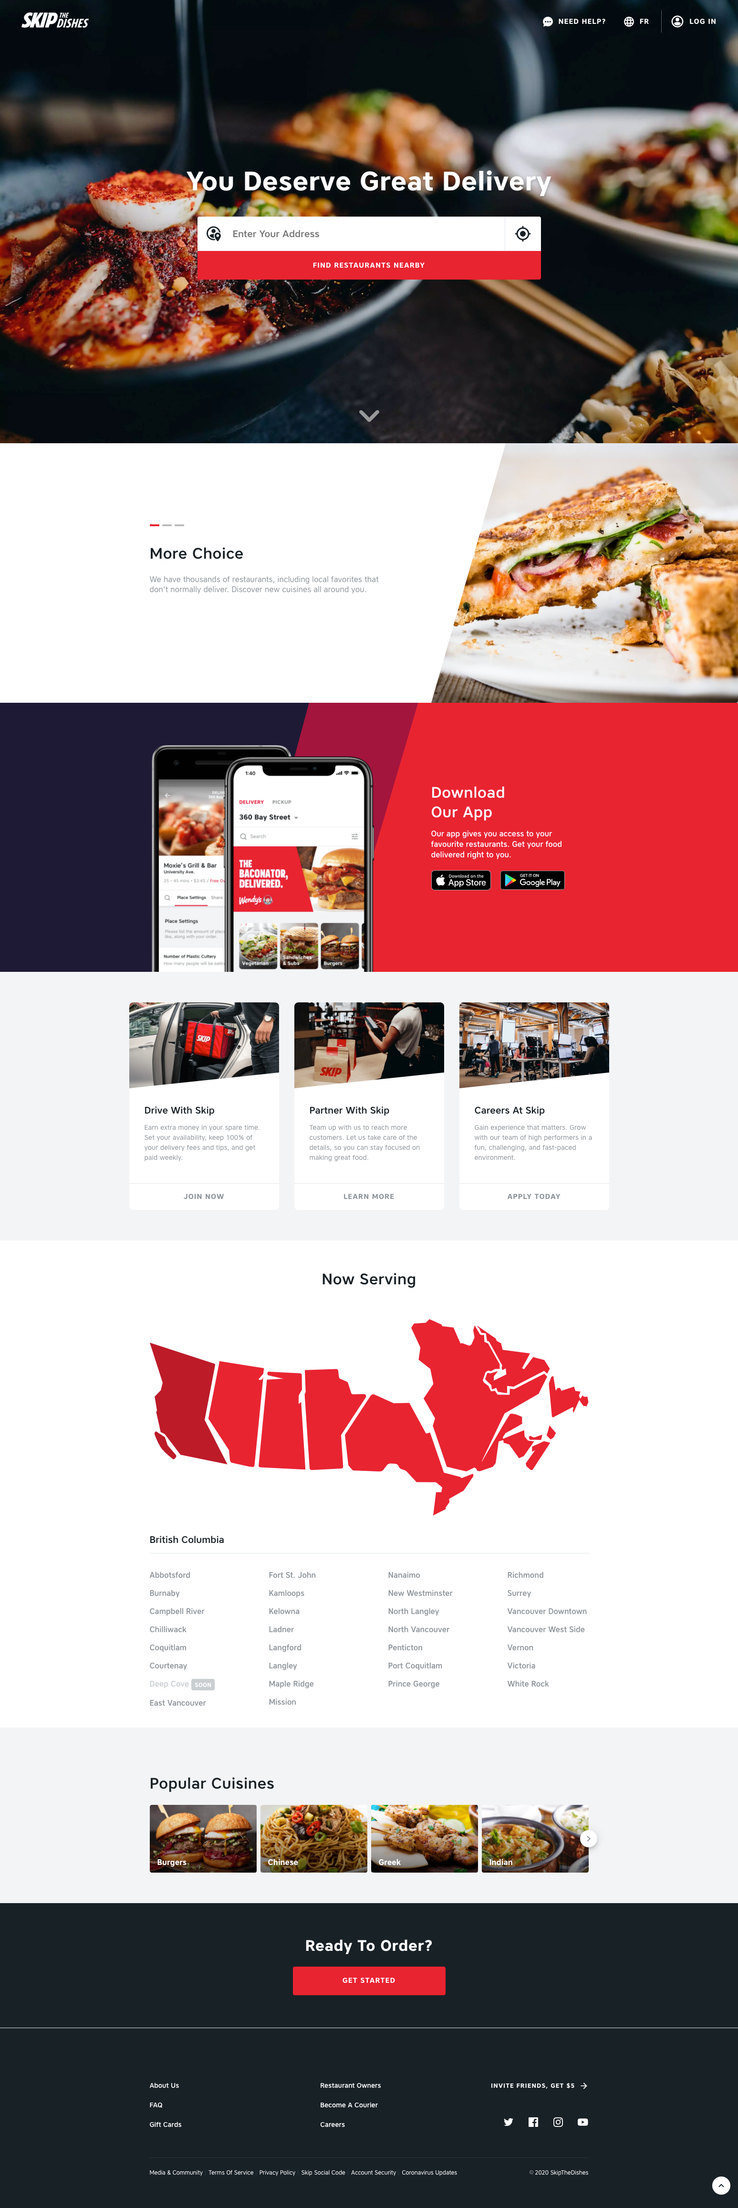 SKIP THE DISHES
NEED HELP?
FR
LOG IN
You Deserve Great Delivery
Enter Your Address
FIND RESTAURANTS NEARBY
More Choice
We have thousands of restaurants, including local favorites that
don't normally deliver. Discover new cuisines all around you.
1:40
DELIVERY PICKUP
360 Bay Street
Search
THE
BACONATOR,
DELIVERED.
Wendy's
Vegetarian
Sandwiches
& Subs
Burgers
Moxie's Grill & Bar
University Ave.
Place Settings
Place Settings
Number of Plastic Cutlery
Download
Our App
Our app gives you access to your
favourite restaurants. Get your food
delivered right to you.
Download on the
App Store
GET IT ON
Google Play
SKIP
Drive With Skip
Earn extra money in your spare time.
Set your availability, keep 100% of
your delivery fees and tips, and get
paid weekly.
JOIN NOW
SKIP
Partner With Skip
Team up with us to reach more
customers. Let us take care of the
details, so you can stay focused on
making great food.
LEARN MORE
Careers At Skip
Gain experience that matters. Grow
with our team of high performers in a
fun, challenging, and fast-paced
environment.
APPLY TODAY
Now Serving
British Columbia
Abbotsford
Burnaby
Campbell River
Chilliwack
Coquitlam
Courtenay
Deep Cove SOON
East Vancouver
Fort St. John
Kamloops
Kelowna
Ladner
Langford
Langley
Maple Ridge
Mission
Nanaimo
New Westminster
North Langley
North Vancouver
Penticton
Port Coquitlam
Prince George
Richmond
Surrey
Vancouver Downtown
Vancouver West Side
Vernon
Victoria
White Rock
Popular Cuisines
Burgers
Chinese
Greek
Indian
Ready To Order?
GET STARTED
About Us
FAQ
Gift Cards
Restaurant Owners
Become A Courier
Careers
INVITE FRIENDS, GET $5
Media & Community Terms Of Service Privacy Policy Skip Social Code Account Security Coronavirus Updates
© 2020 SkipTheDishes